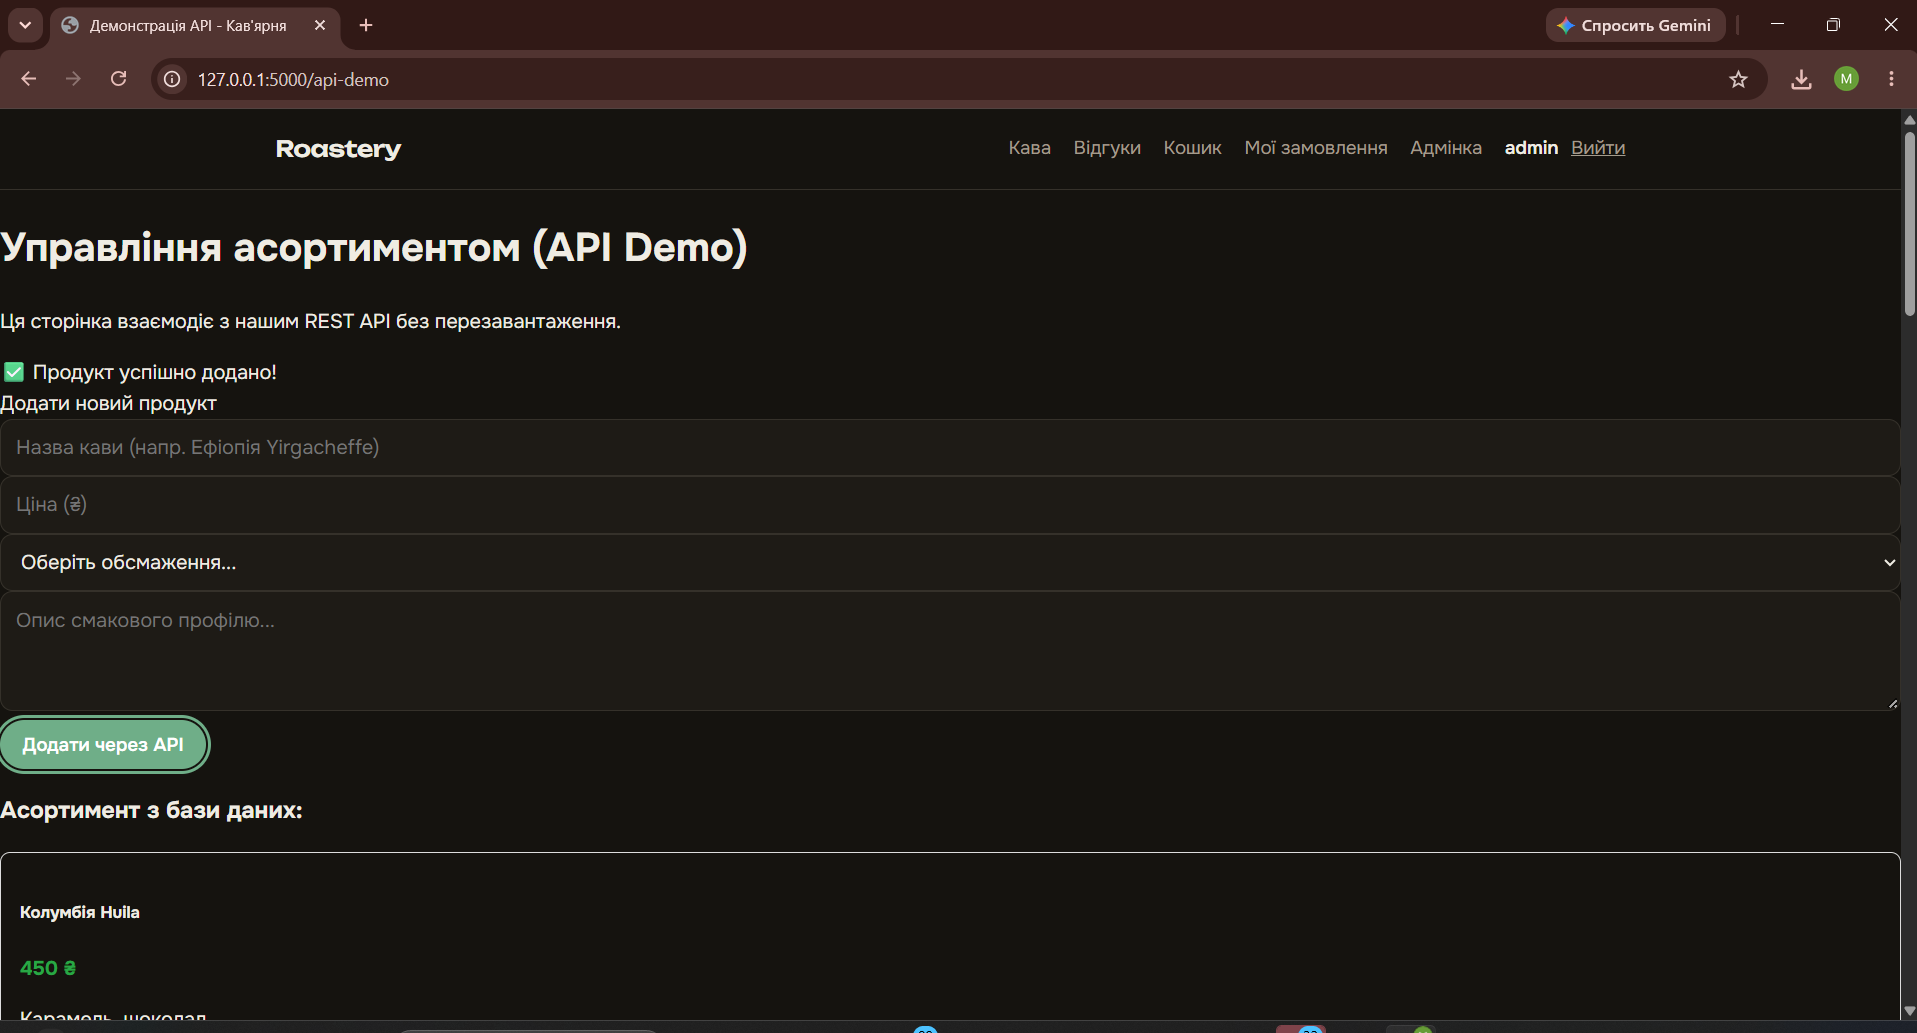 Демонстрація API - Кав'ярня
Спросить Gemini
127.0.0.1:5000/api-demo
M
Roastery
Кава Відгуки Кошик Мої замовлення Адмінка admin Вийти
Управління асортиментом (API Demo)
Ця сторінка взаємодіє з нашим REST API без перезавантаження.
✅ Продукт успішно додано!
Додати новий продукт
Назва кави (напр. Ефіопія Yirgacheffe)
Ціна (₴)
Оберіть обсмаження...
Опис смакового профілю...
Додати через API
Асортимент з бази даних:
Колумбія Huila
450 ₴
Карамель, шоколад